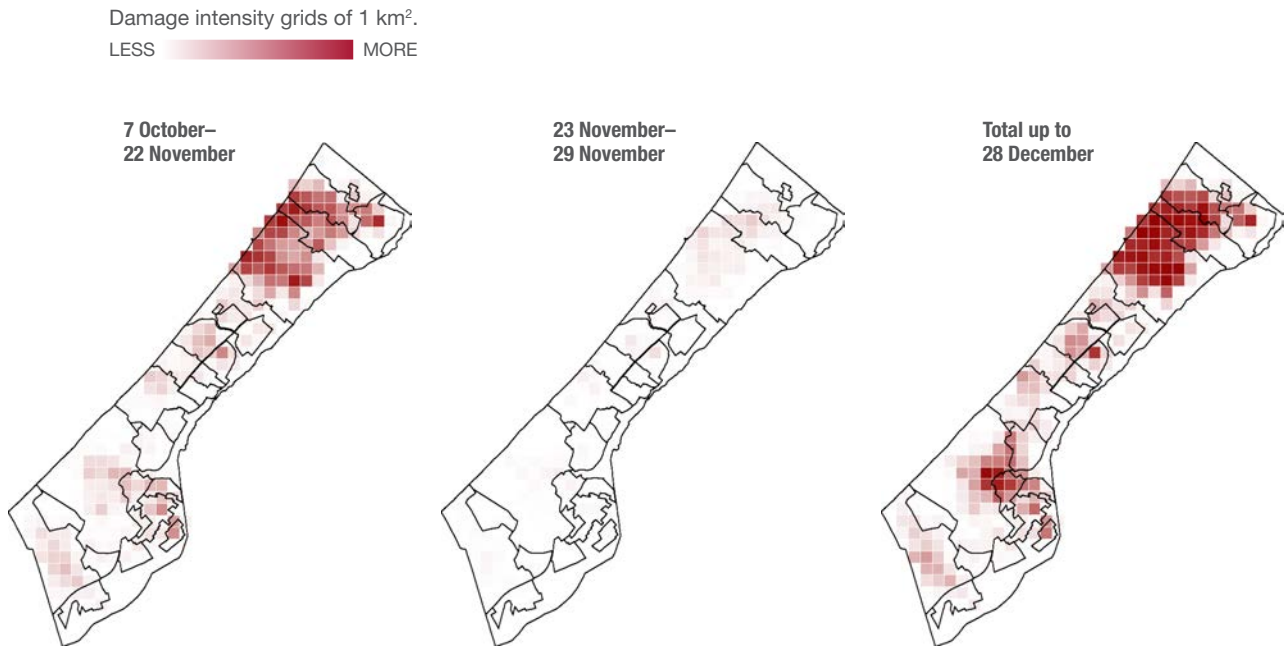 Damage intensity grids of 1 km².
LESS MORE
7 October–
22 November
23 November–
29 November
Total up to
28 December